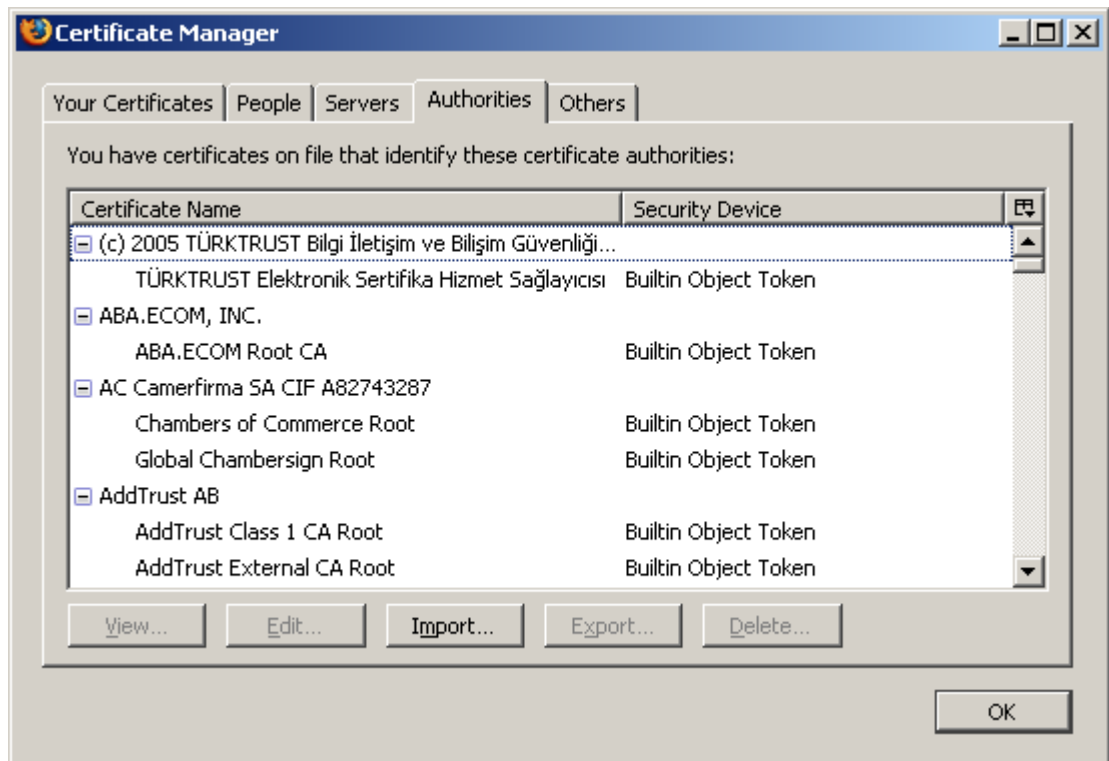 Certificate Manager
Your Certificates People Servers Authorities Others
You have certificates on file that identify these certificate authorities:
Certificate Name Security Device
(c) 2005 TÜRKTRUST Bilgi İletişim ve Bilişim Güvenliği...
TÜRKTRUST Elektronik Sertifika Hizmet Sağlayıcısı Builtin Object Token
ABA.ECOM, INC.
ABA.ECOM Root CA Builtin Object Token
AC Camerfirma SA CIF A82743287
Chambers of Commerce Root Builtin Object Token
Global Chambersign Root Builtin Object Token
AddTrust AB
AddTrust Class 1 CA Root Builtin Object Token
AddTrust External CA Root Builtin Object Token
View... Edit... Import... Export... Delete...
OK